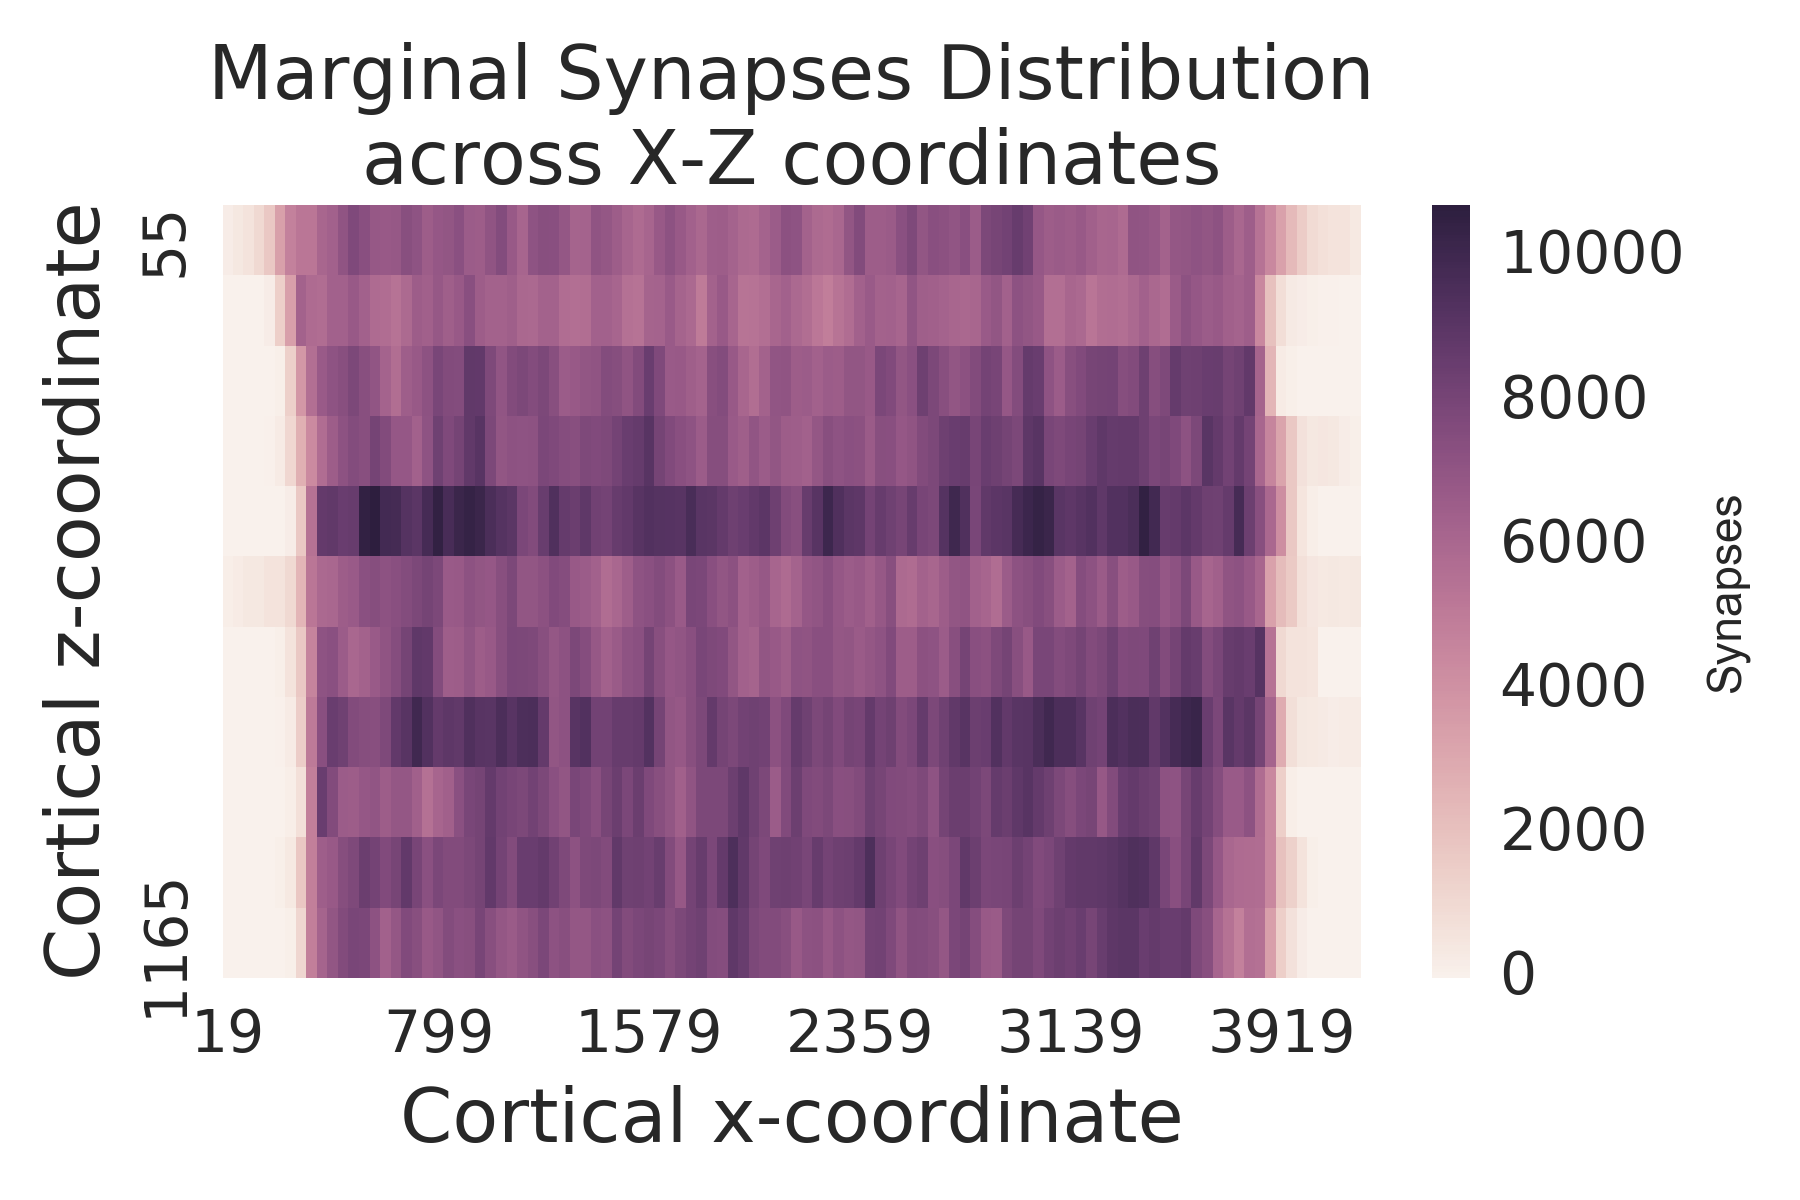 Marginal Synapses Distribution
across X-Z coordinates
Cortical z-coordinate
55
1165
19 799 1579 2359 3139 3919
Cortical x-coordinate
10000
8000
6000
4000
2000
0
Synapses